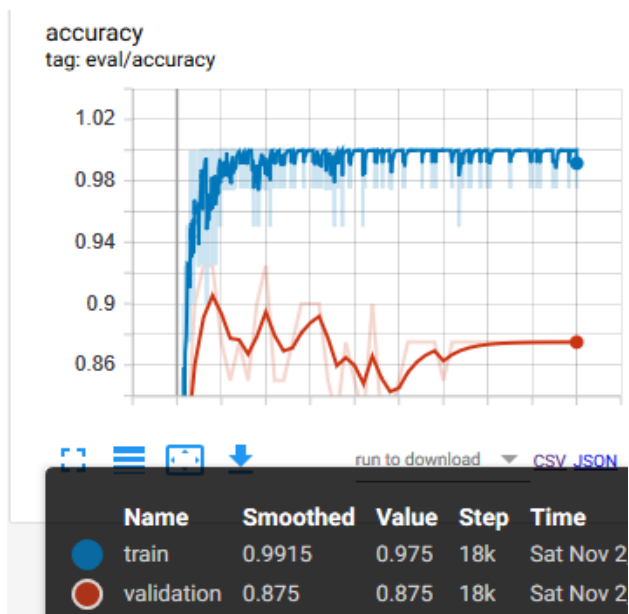 accuracy
tag: eval/accuracy
1.02
0.98
0.94
0.9
0.86
run to download CSV JSON
Name Smoothed Value Step Time
train 0.9915 0.975 18k Sat Nov 2
validation 0.875 0.875 18k Sat Nov 2